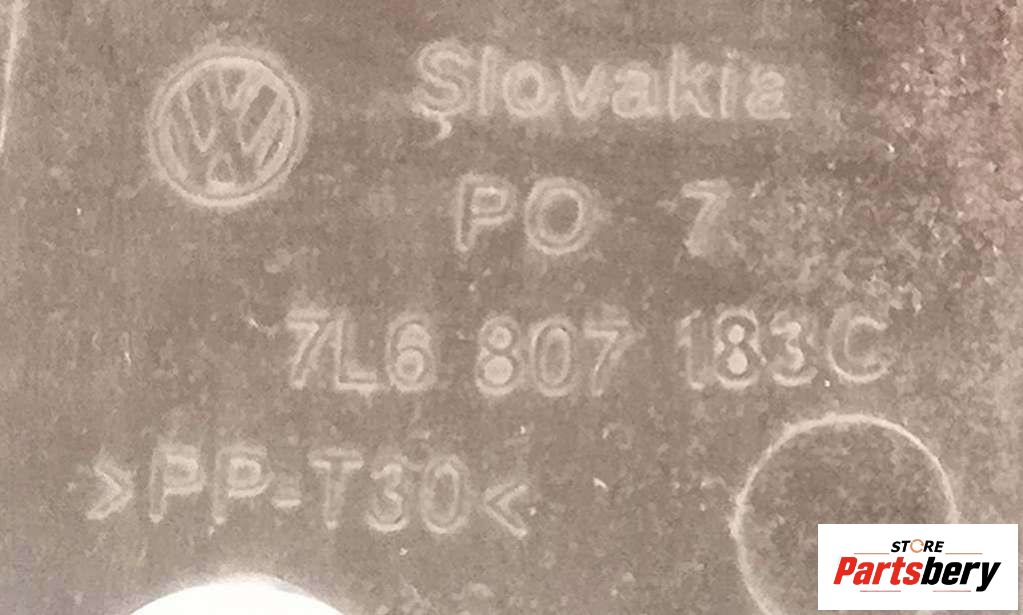 Slovakia
PO 7
7L6 807 183C
>PP-T30<
STORE
Partsbery